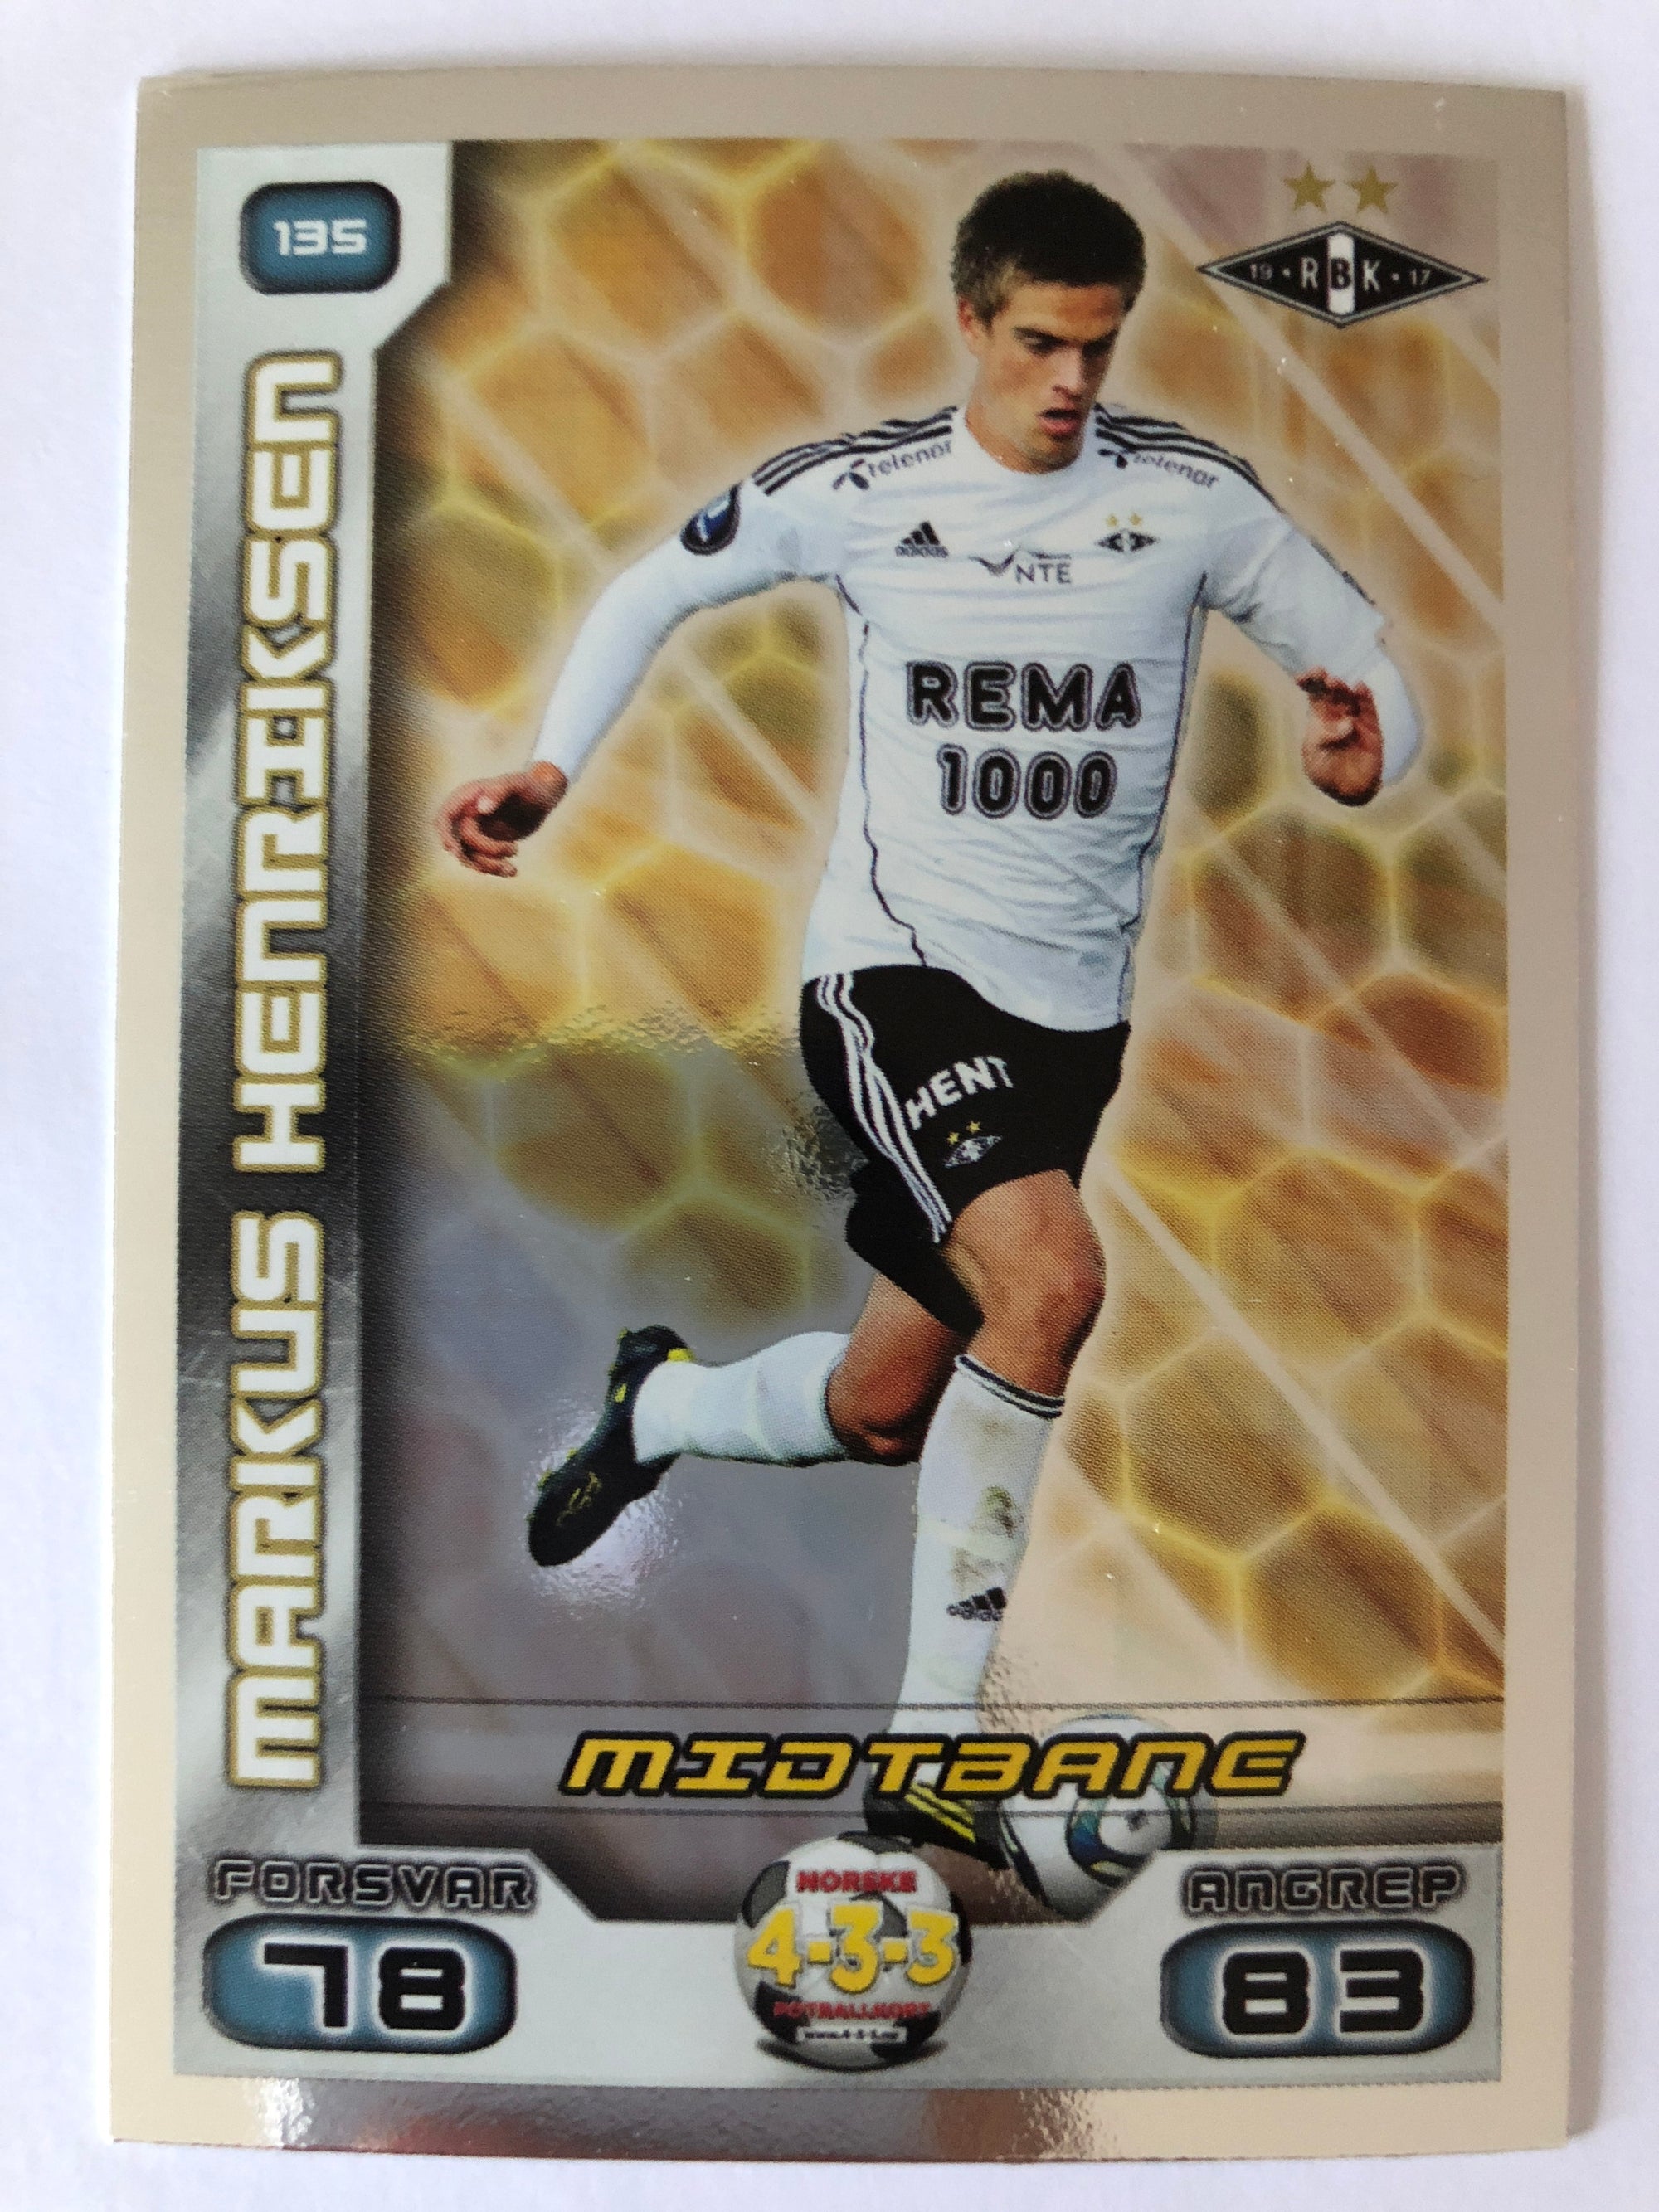 135
MARKUS HENRIKSEN
19 · RBK · 17
telenor
telenor
adidas
NTE
REMA
1000
HENT
MIDTBANE
FORSVAR
78
NORSKE
4-3-3
FOTBALLKORT
ANGREP
83